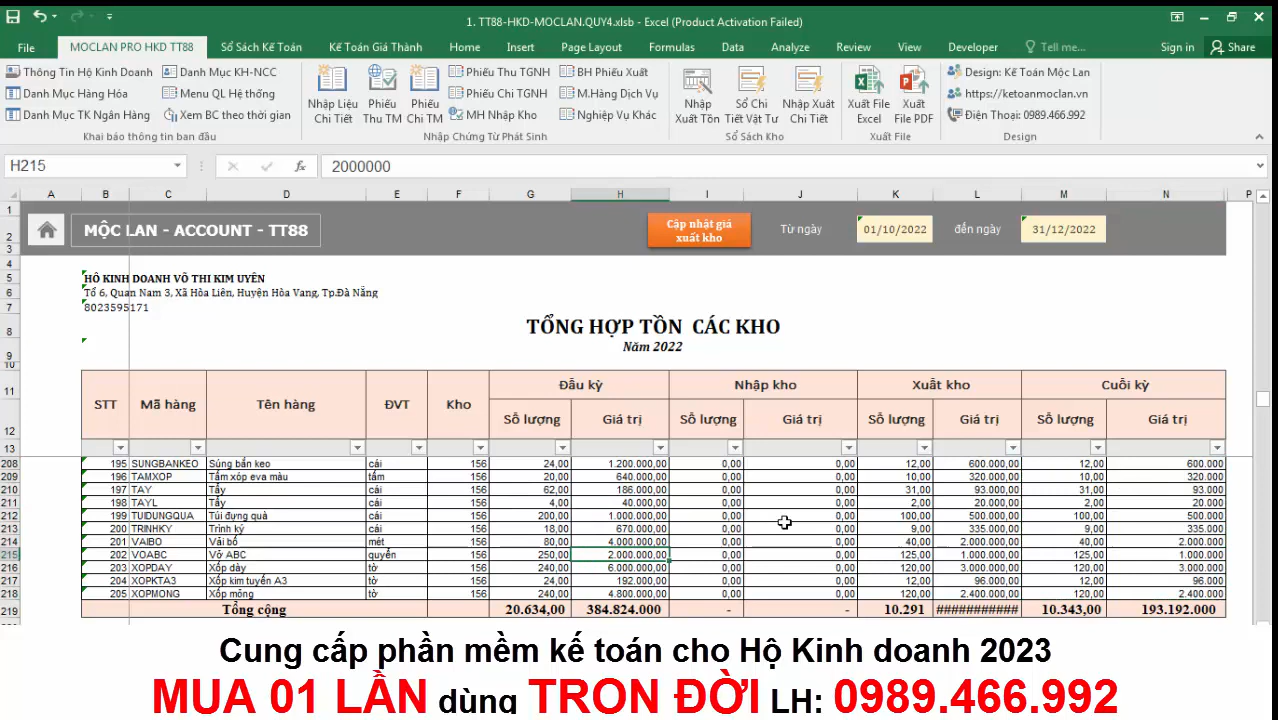 1. TT88-HKD-MOCLAN.QUY4.xlsb - Excel (Product Activation Failed)
File MOCLAN PRO HKD TT88 Sổ Sách Kế Toán Kế Toán Giá Thành Home Insert Page Layout Formulas Data Analyze Review View Developer Tell me... Sign in Share
Thông Tin Hộ Kinh Doanh Danh Mục KH-NCC
Danh Mục Hàng Hóa Menu QL Hệ thống
Danh Mục TK Ngân Hàng Xem BC theo thời gian
Khai báo thông tin ban đầu
Nhập Liệu Chi Tiết Phiếu Thu TM Phiếu Chi TM
Phiếu Thu TGNH BH Phiếu Xuất
Phiếu Chi TGNH M.Hàng Dịch Vụ
MH Nhập Kho Nghiệp Vụ Khác
Nhập Chứng Từ Phát Sinh
Nhập Xuất Tồn Sổ Chi Tiết Vật Tư Nhập Xuất Chi Tiết
Sổ Sách Kho
Xuất File Excel Xuất File PDF
Xuất File
Design: Kế Toán Mộc Lan
https://ketoanmoclan.vn
Điện Thoại: 0989.466.992
Design
H215 fx 2000000
A B C D E F G H I J K L M N P
1
2 MỘC LAN - ACCOUNT - TT88 Cập nhật giá xuất kho Từ ngày 01/10/2022 đến ngày 31/12/2022
3
4
5 HỘ KINH DOANH VÕ THI KIM UYÊN
6 Tổ 6, Quan Nam 3, Xã Hòa Liên, Huyện Hòa Vang, Tp.Đà Nẵng
7 8023595171
8 TỔNG HỢP TỒN CÁC KHO
9 Năm 2022
10
11 STT Mã hàng Tên hàng ĐVT Kho Đầu kỳ Nhập kho Xuất kho Cuối kỳ
12 Số lượng Giá trị Số lượng Giá trị Số lượng Giá trị Số lượng Giá trị
13
208 195 SUNGBANKEO Súng bắn keo cái 156 24,00 1.200.000,00 0,00 0,00 12,00 600.000,00 12,00 600.000
209 196 TAMXOP Tấm xóp eva màu tấm 156 20,00 640.000,00 0,00 0,00 10,00 320.000,00 10,00 320.000
210 197 TAY Tẩy cái 156 62,00 186.000,00 0,00 0,00 31,00 93.000,00 31,00 93.000
211 198 TAYL Tẩy cái 156 4,00 40.000,00 0,00 0,00 2,00 20.000,00 2,00 20.000
212 199 TUIDUNGQUA Túi đựng quà cái 156 200,00 1.000.000,00 0,00 0,00 100,00 500.000,00 100,00 500.000
213 200 TRINHKY Trình ký cái 156 18,00 670.000,00 0,00 0,00 9,00 335.000,00 9,00 335.000
214 201 VAIBO Vải bố mét 156 80,00 4.000.000,00 0,00 0,00 40,00 2.000.000,00 40,00 2.000.000
215 202 VOABC Vở ABC quyển 156 250,00 2.000.000,00 0,00 0,00 125,00 1.000.000,00 125,00 1.000.000
216 203 XOPDAY Xốp dày tờ 156 240,00 6.000.000,00 0,00 0,00 120,00 3.000.000,00 120,00 3.000.000
217 204 XOPKTA3 Xốp kim tuyến A3 tờ 156 24,00 192.000,00 0,00 0,00 12,00 96.000,00 12,00 96.000
218 205 XOPMONG Xốp mỏng tờ 156 240,00 4.800.000,00 0,00 0,00 120,00 2.400.000,00 120,00 2.400.000
219 Tổng cộng 20.634,00 384.824.000 - - 10.291 ########### 10.343,00 193.192.000
Cung cấp phần mềm kế toán cho Hộ Kinh doanh 2023
MUA 01 LẦN dùng TRỌN ĐỜI LH: 0989.466.992